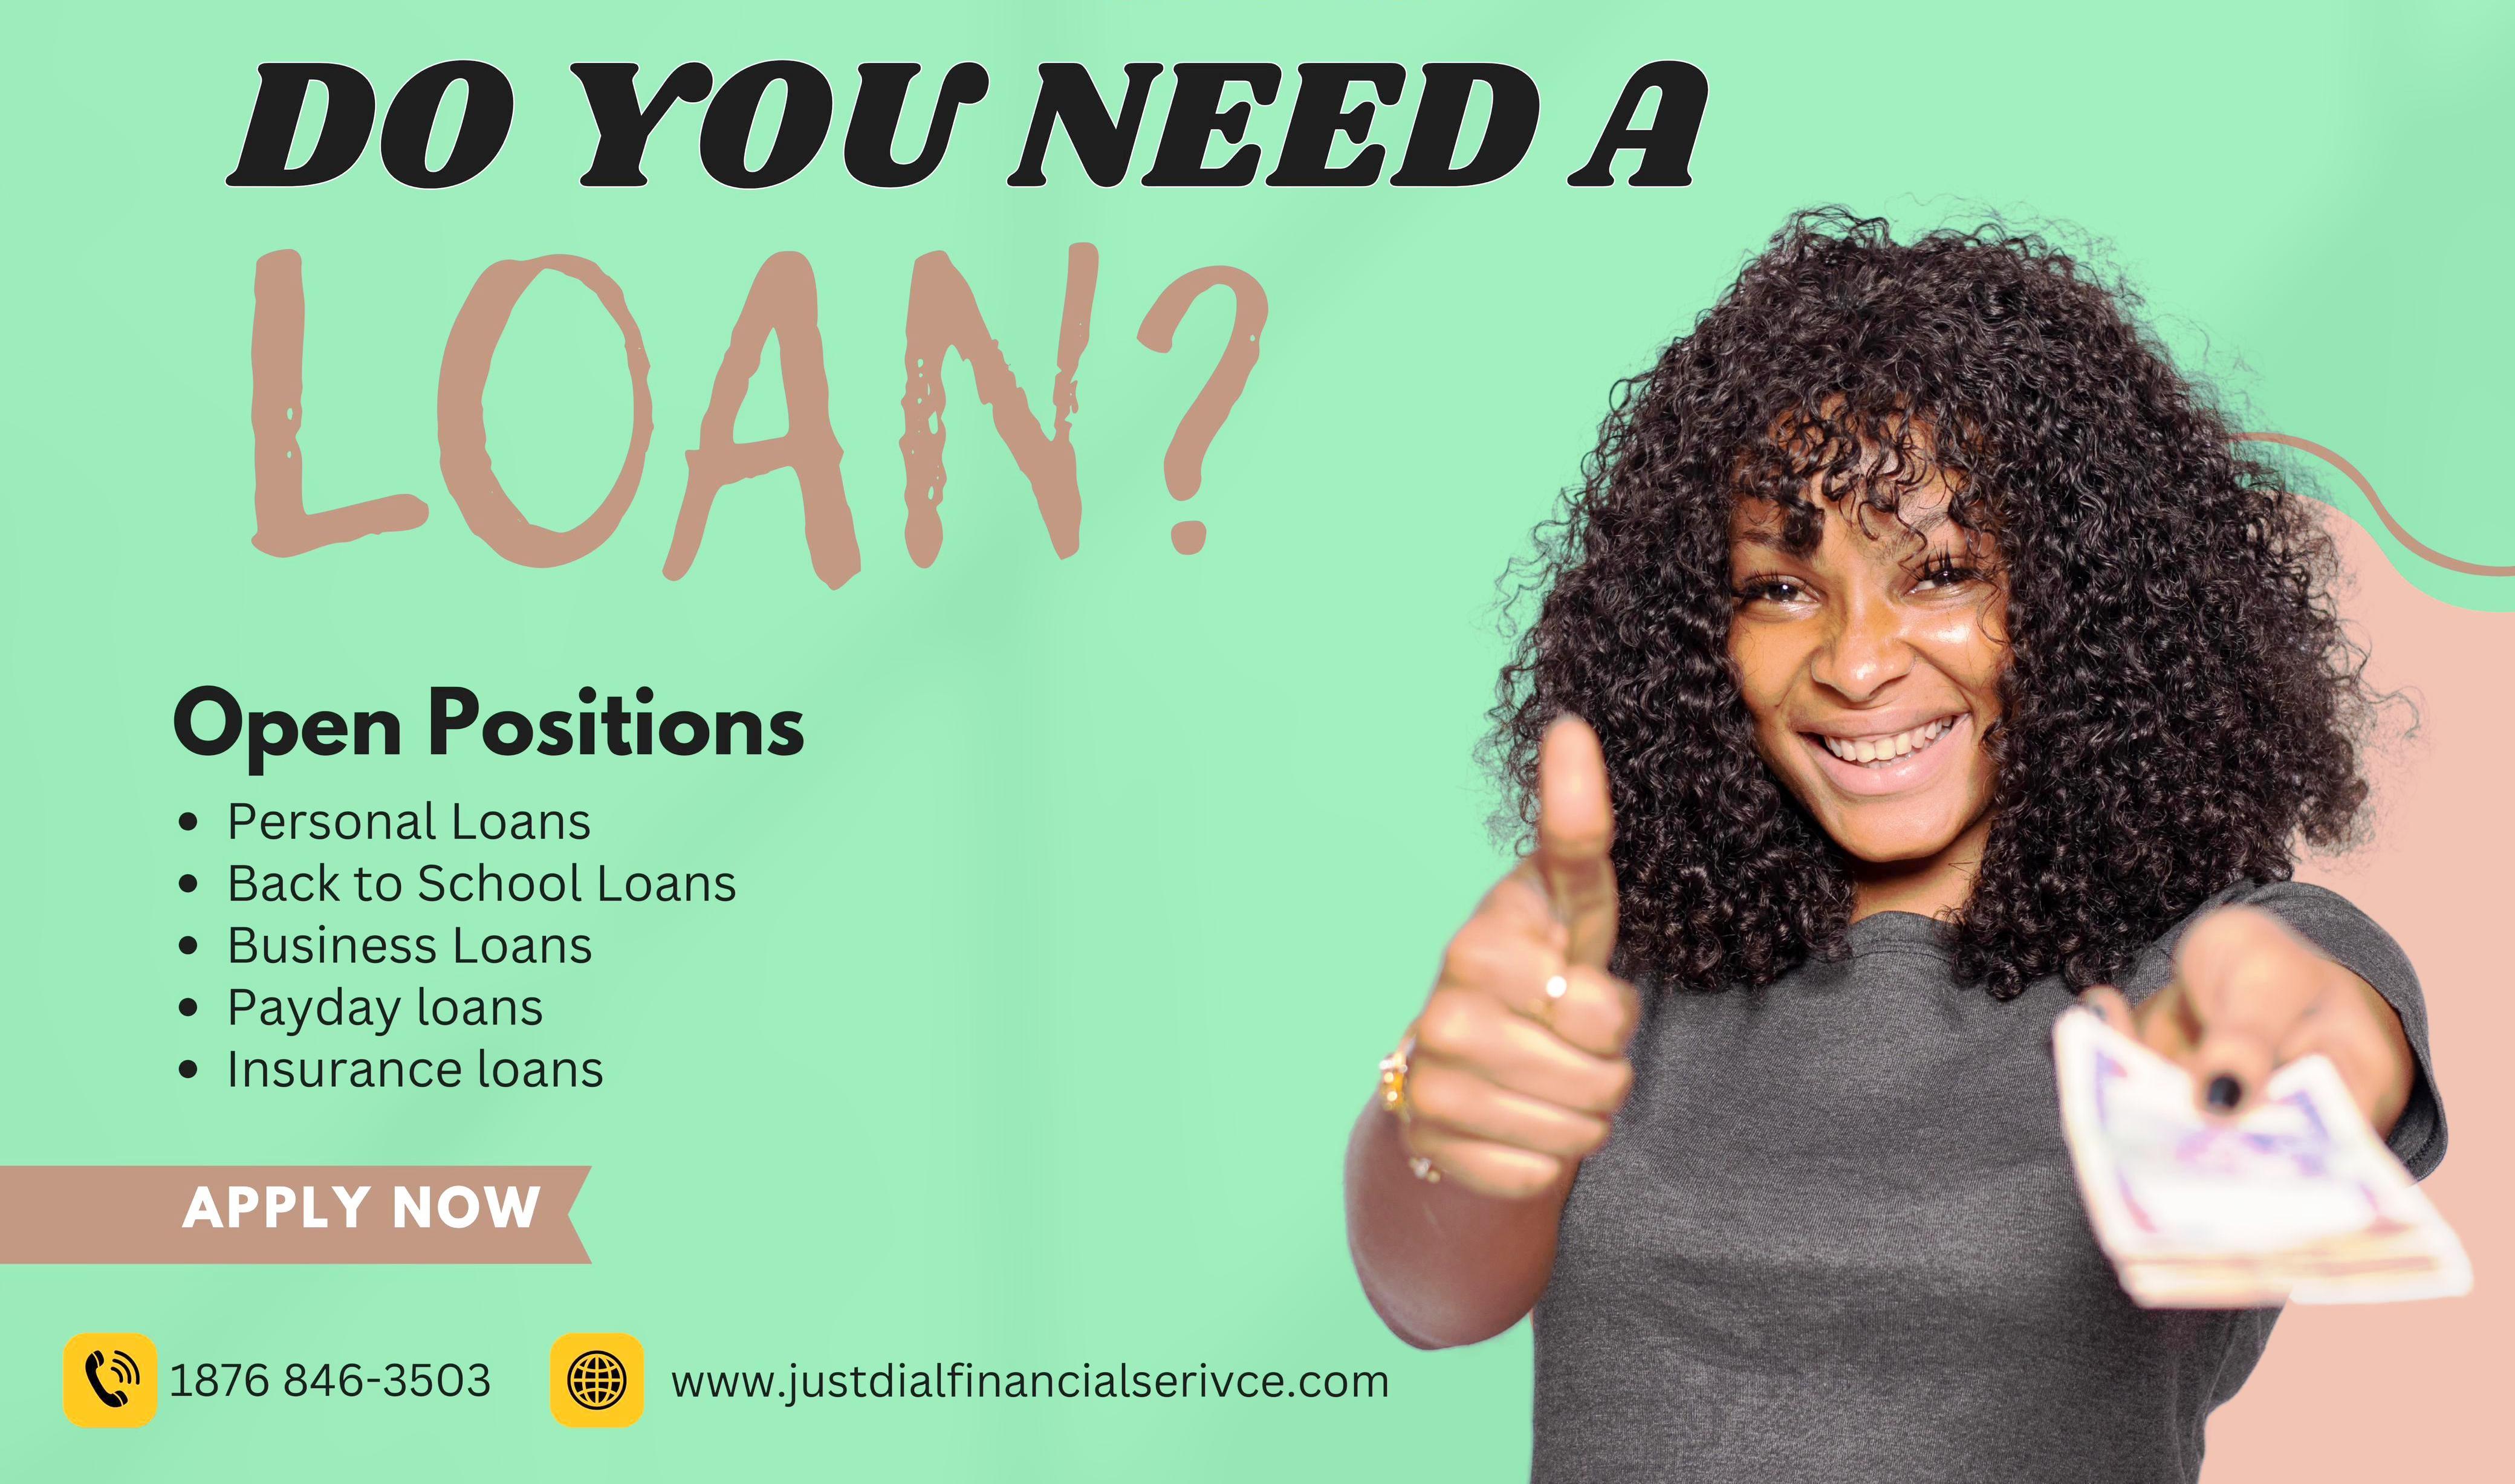 DO YOU NEED A
LOAN?
Open Positions
• Personal Loans
• Back to School Loans
• Business Loans
• Payday loans
• Insurance loans
APPLY NOW
1876 846-3503
www.justdialfinancialserivce.com